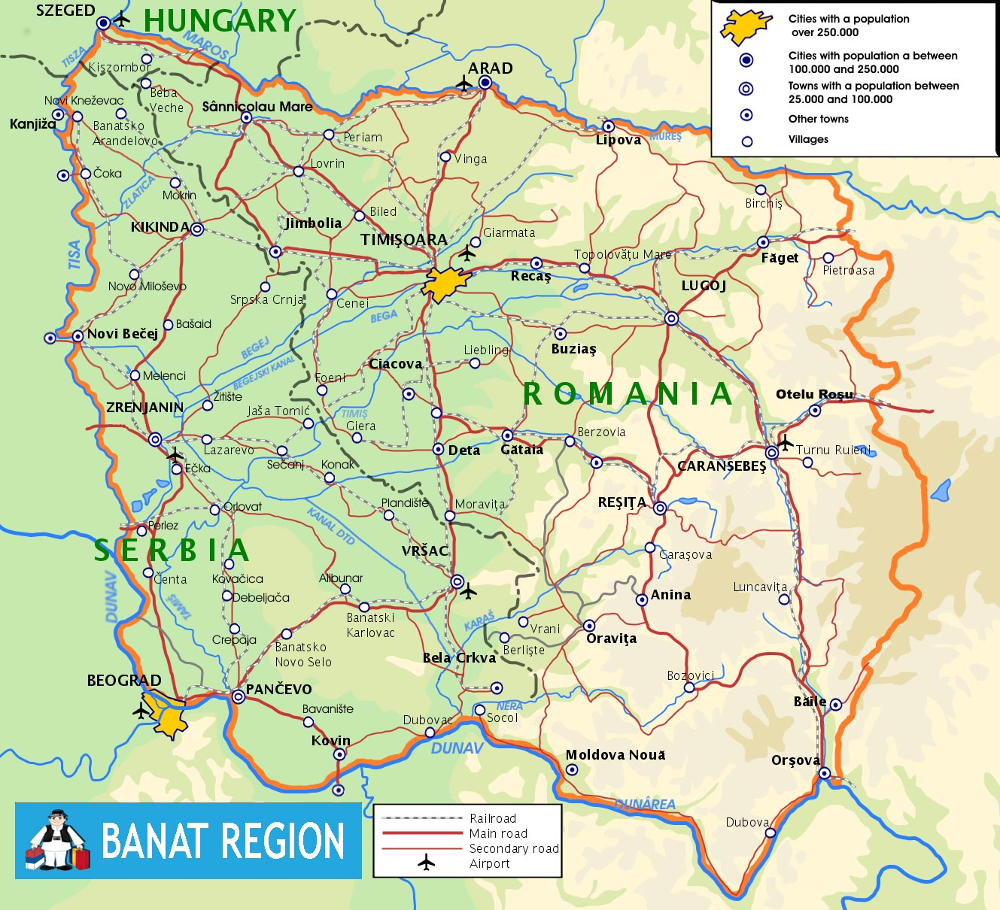 SZEGED
HUNGARY
TISZA
MAROS
Kiszombor
ARAD
Cities with a population
over 250.000
Cities with population a between
100.000 and 250.000
Towns with a population between
25.000 and 100.000
Other towns
Villages
Beba
Veche
Novi Kneževac
Kanjiža
Banatsko
Aranđelovo
Sânnicolau Mare
Periam
Vinga
Lipova
MUREŞ
Čoka
Lovrin
ZLATICA
Mokrin
Birchiş
KIKINDA
Jimbolia
Biled
TIMIŞOARA
Giarmata
TISA
Novo Miloševo
Srpska Crnja
Cenei
Recaş
Topolovăţu Mare
Făget
Pietroasa
LUGOJ
BEGA
Novi Bečej
Bašaid
BEGEJ
BEGEJSKI KANAL
Buziaş
Liebling
Ciacova
Melenci
Foeni
ROMANIA
Otelu Roşu
ZRENJANIN
Žitište
Jaša Tomić
TIMIŞ
Giera
Lazarevo
Sečanj
Konak
Ečka
Deta
Gătaia
Berzovia
CARANSEBEŞ
Turnu Ruieni
Orlovat
Plandište
Moraviţa
REŞIŢA
KANAL DTD
Perlez
SERBIA
VRŠAC
Caraşova
Čenta
Kovačica
Alibunar
Luncaviţa
DUNAV
TAMIŠ
Debeljača
Banatski
Karlovac
Anina
KARAŠ
Vrani
Oraviţa
Crepaja
Banatsko
Novo Selo
Berlişte
Bela Crkva
Bozovici
BEOGRAD
PANČEVO
Bavanište
Dubovac
NERA
Socol
Băile
Kovin
DUNAV
Moldova Nouă
Orşova
DUNÂREA
Dubova
BANAT REGION
Railroad
Main road
Secondary road
Airport